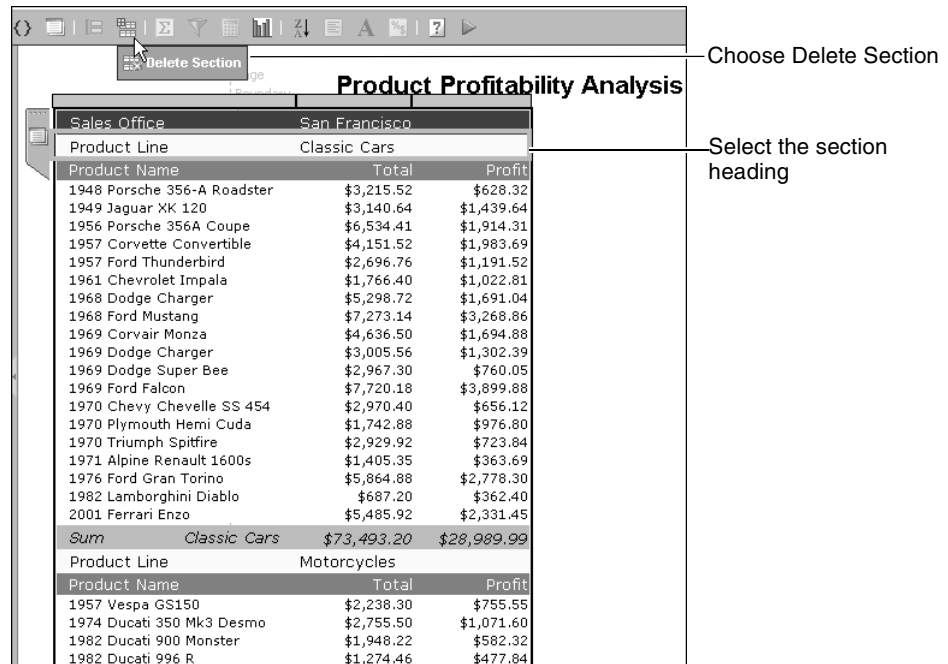 Choose Delete Section
Delete Section
Product Profitability Analysis
Sales Office San Francisco
Product Line Classic Cars
Select the section
heading
Product Name Total Profit
1948 Porsche 356-A Roadster $3,215.52 $628.32
1949 Jaguar XK 120 $3,140.64 $1,439.64
1956 Porsche 356A Coupe $6,534.41 $1,914.31
1957 Corvette Convertible $4,151.52 $1,983.69
1957 Ford Thunderbird $2,696.76 $1,191.52
1961 Chevrolet Impala $1,766.40 $1,022.81
1968 Dodge Charger $5,298.72 $1,691.04
1968 Ford Mustang $7,273.14 $3,268.86
1969 Corvair Monza $4,636.50 $1,694.88
1969 Dodge Charger $3,005.56 $1,302.39
1969 Dodge Super Bee $2,967.30 $760.05
1969 Ford Falcon $7,720.18 $3,899.88
1970 Chevy Chevelle SS 454 $2,970.40 $656.12
1970 Plymouth Hemi Cuda $1,742.88 $976.80
1970 Triumph Spitfire $2,929.92 $723.84
1971 Alpine Renault 1600s $1,405.35 $363.69
1976 Ford Gran Torino $5,864.88 $2,778.30
1982 Lamborghini Diablo $687.20 $362.40
2001 Ferrari Enzo $5,485.92 $2,331.45
Sum Classic Cars $73,493.20 $28,989.99
Product Line Motorcycles
Product Name Total Profit
1957 Vespa GS150 $2,238.30 $755.55
1974 Ducati 350 Mk3 Desmo $2,755.50 $1,071.60
1982 Ducati 900 Monster $1,948.22 $582.32
1982 Ducati 996 R $1,274.46 $477.84